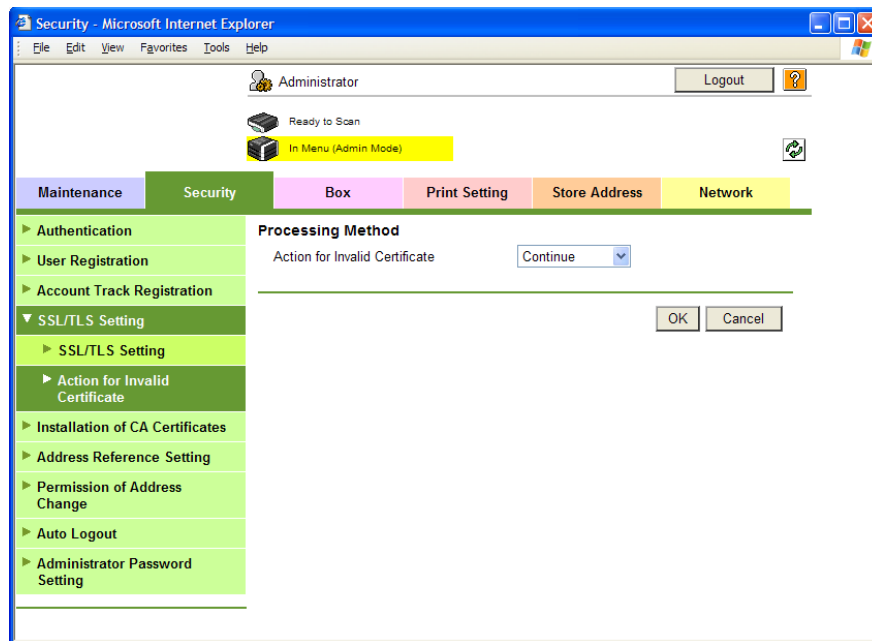 Security - Microsoft Internet Explorer
File Edit View Favorites Tools Help
Administrator
Logout
?
Ready to Scan
In Menu (Admin Mode)
Maintenance Security Box Print Setting Store Address Network
Authentication
User Registration
Account Track Registration
SSL/TLS Setting
SSL/TLS Setting
Action for Invalid
Certificate
Installation of CA Certificates
Address Reference Setting
Permission of Address
Change
Auto Logout
Administrator Password
Setting
Processing Method
Action for Invalid Certificate Continue
OK Cancel